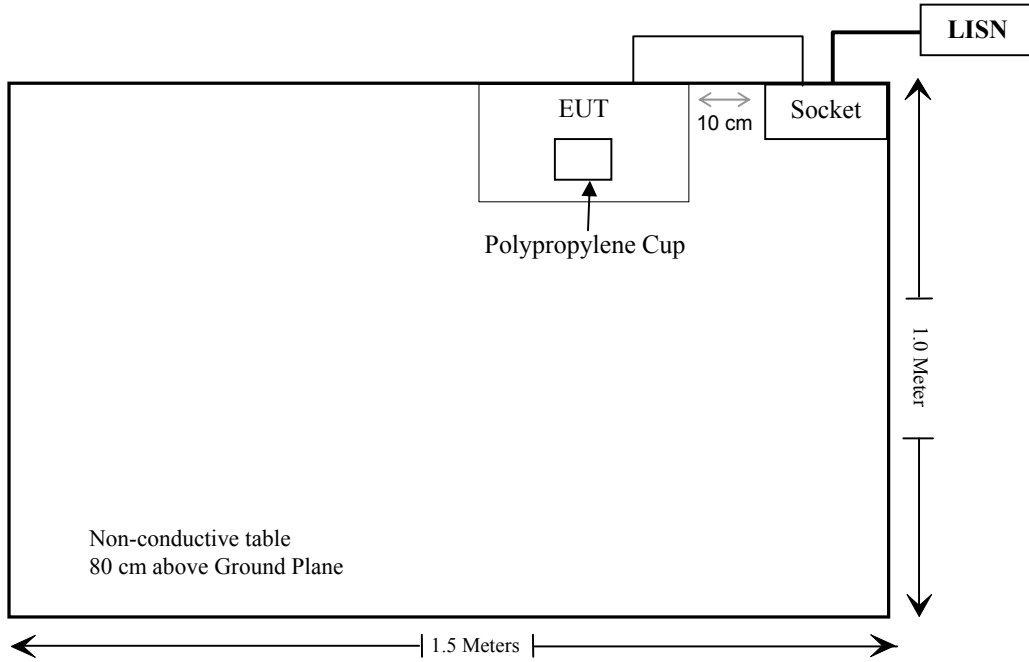 LISN
EUT
Socket
10 cm
Polypropylene Cup
1.0 Meter
Non-conductive table
80 cm above Ground Plane
1.5 Meters